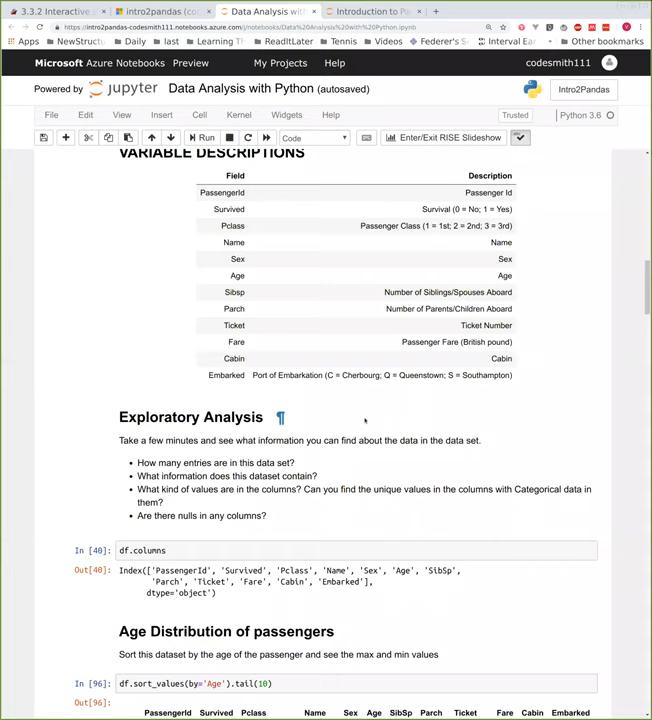 3.3.2 Interactive s
intro2pandas (co
Data Analysis with
Introduction to Pa
https://intro2pandas-codesmith111.notebooks.azure.com/j/notebooks/Data%20Analysis%20with%20Python.ipynb
Apps NewStructu Daily last Learning Th ReadItLater Tennis Videos Federer's S Interval Ear Other bookmarks
Microsoft Azure Notebooks Preview My Projects Help codesmith111
Powered by jupyter Data Analysis with Python (autosaved) Intro2Pandas
File Edit View Insert Cell Kernel Widgets Help Trusted Python 3.6
Run Code Enter/Exit RISE Slideshow
VARIABLE DESCRIPTIONS
Field Description
PassengerId Passenger Id
Survived Survival (0 = No; 1 = Yes)
Pclass Passenger Class (1 = 1st; 2 = 2nd; 3 = 3rd)
Name Name
Sex Sex
Age Age
Sibsp Number of Siblings/Spouses Aboard
Parch Number of Parents/Children Aboard
Ticket Ticket Number
Fare Passenger Fare (British pound)
Cabin Cabin
Embarked Port of Embarkation (C = Cherbourg; Q = Queenstown; S = Southampton)
Exploratory Analysis ¶
Take a few minutes and see what information you can find about the data in the data set.
• How many entries are in this data set?
• What information does this dataset contain?
• What kind of values are in the columns? Can you find the unique values in the columns with Categorical data in
them?
• Are there nulls in any columns?
In [40]: df.columns
Out[40]: Index(['PassengerId', 'Survived', 'Pclass', 'Name', 'Sex', 'Age', 'SibSp',
'Parch', 'Ticket', 'Fare', 'Cabin', 'Embarked'],
dtype='object')
Age Distribution of passengers
Sort this dataset by the age of the passenger and see the max and min values
In [96]: df.sort_values(by='Age').tail(10)
Out[96]:
PassengerId Survived Pclass Name Sex Age SibSp Parch Ticket Fare Cabin Embarked